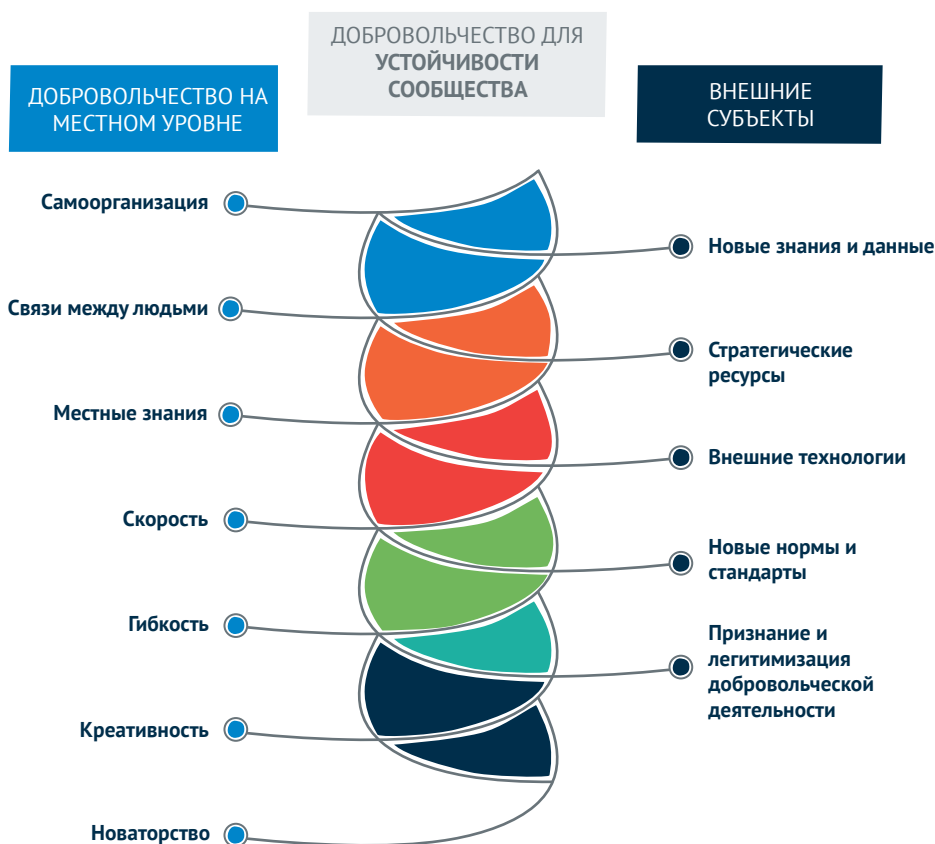 ДОБРОВОЛЬЧЕСТВО ДЛЯ
УСТОЙЧИВОСТИ
СООБЩЕСТВА
ДОБРОВОЛЬЧЕСТВО НА
МЕСТНОМ УРОВНЕ
ВНЕШНИЕ
СУБЪЕКТЫ
Самоорганизация
Новые знания и данные
Связи между людьми
Стратегические
ресурсы
Местные знания
Внешние технологии
Скорость
Новые нормы и
стандарты
Гибкость
Признание и
легитимизация
добровольческой
деятельности
Креативность
Новаторство